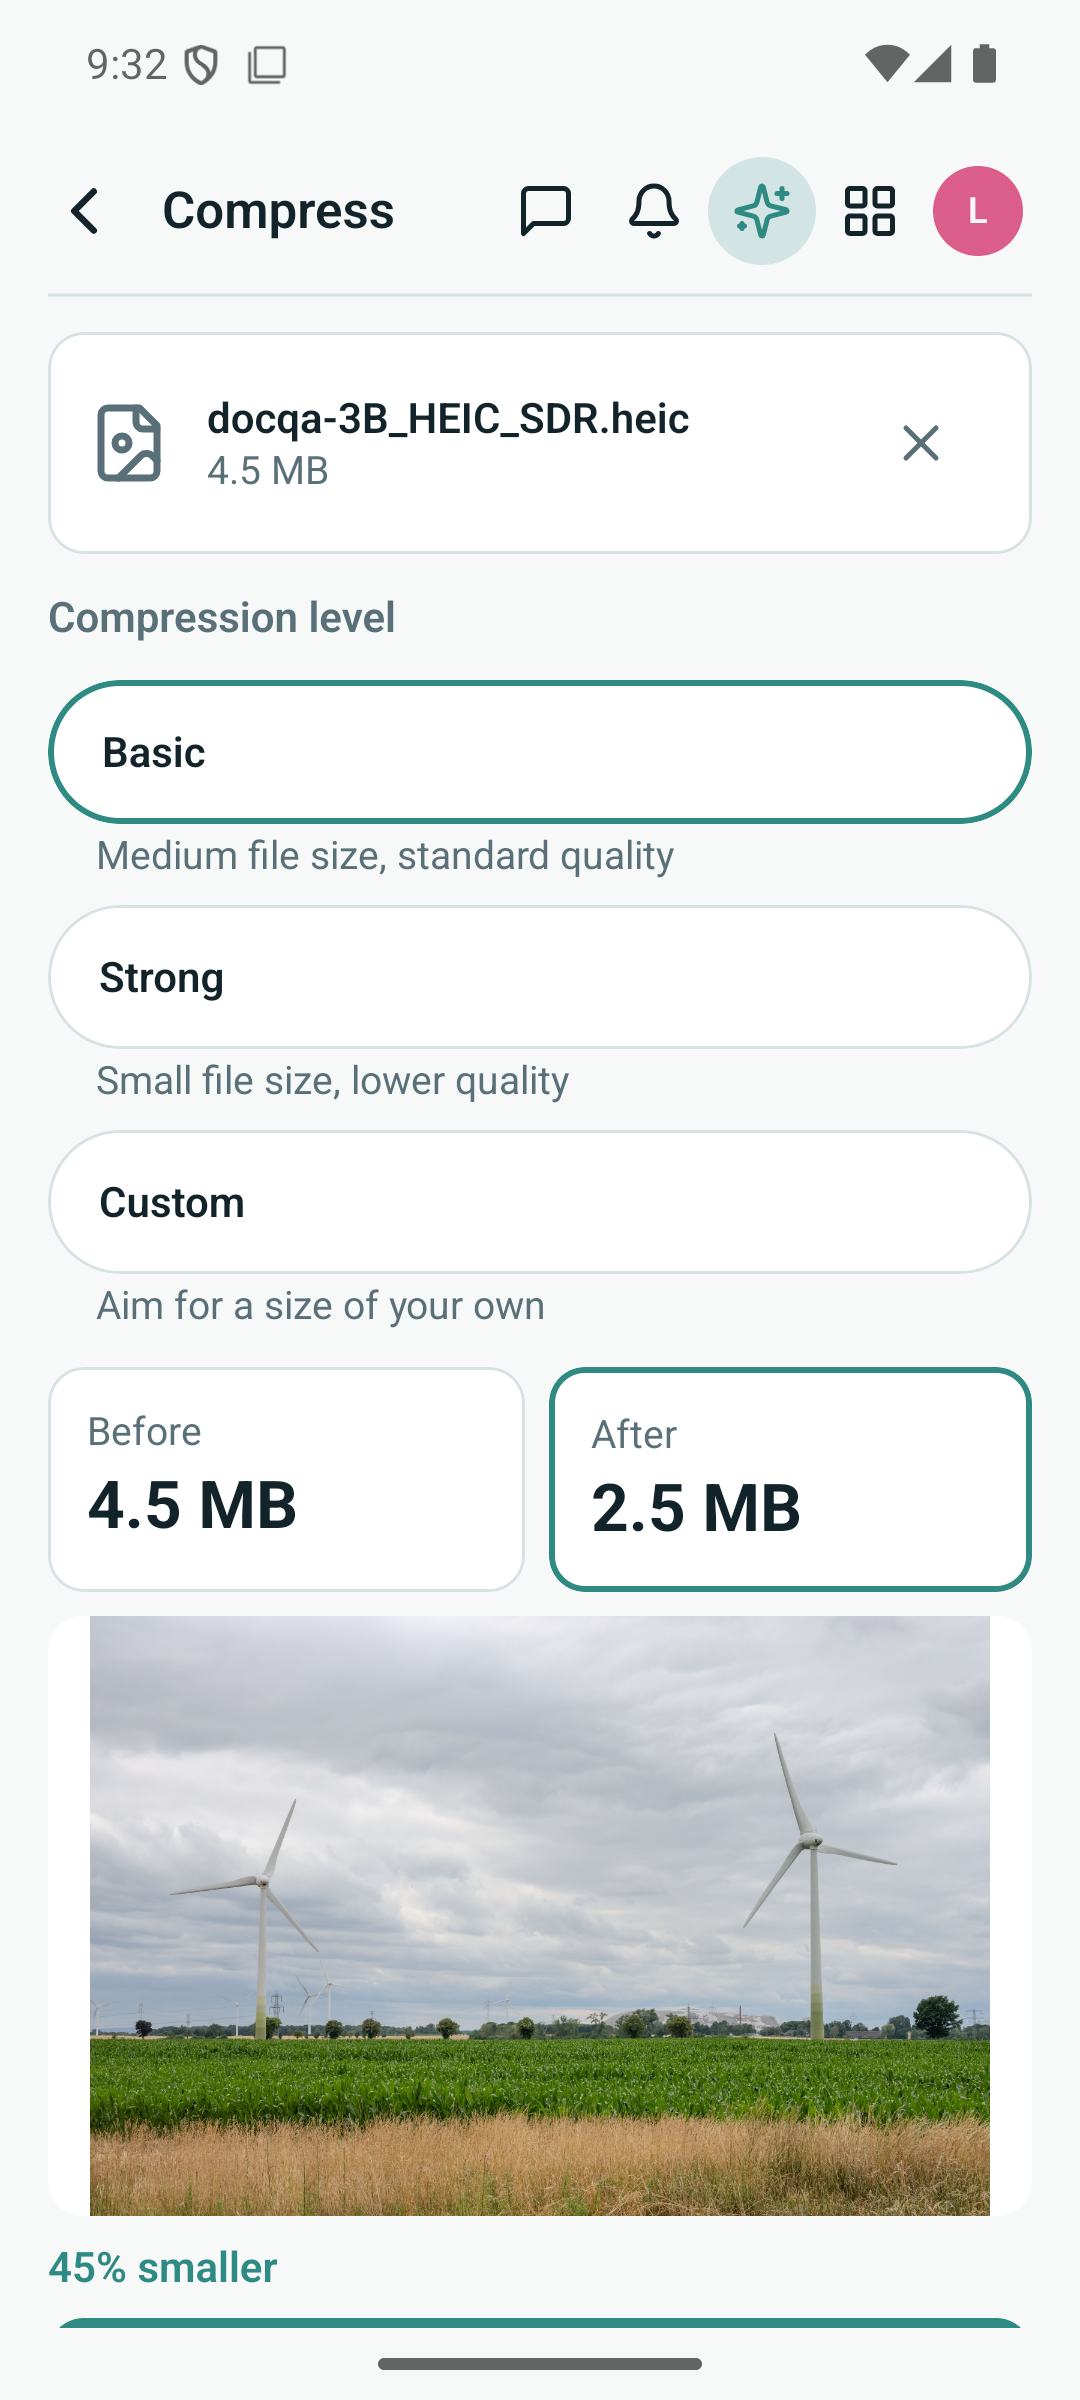 9:32
Compress
L
docqa-3B_HEIC_SDR.heic
4.5 MB
Compression level
Basic
Medium file size, standard quality
Strong
Small file size, lower quality
Custom
Aim for a size of your own
Before
4.5 MB
After
2.5 MB
45% smaller